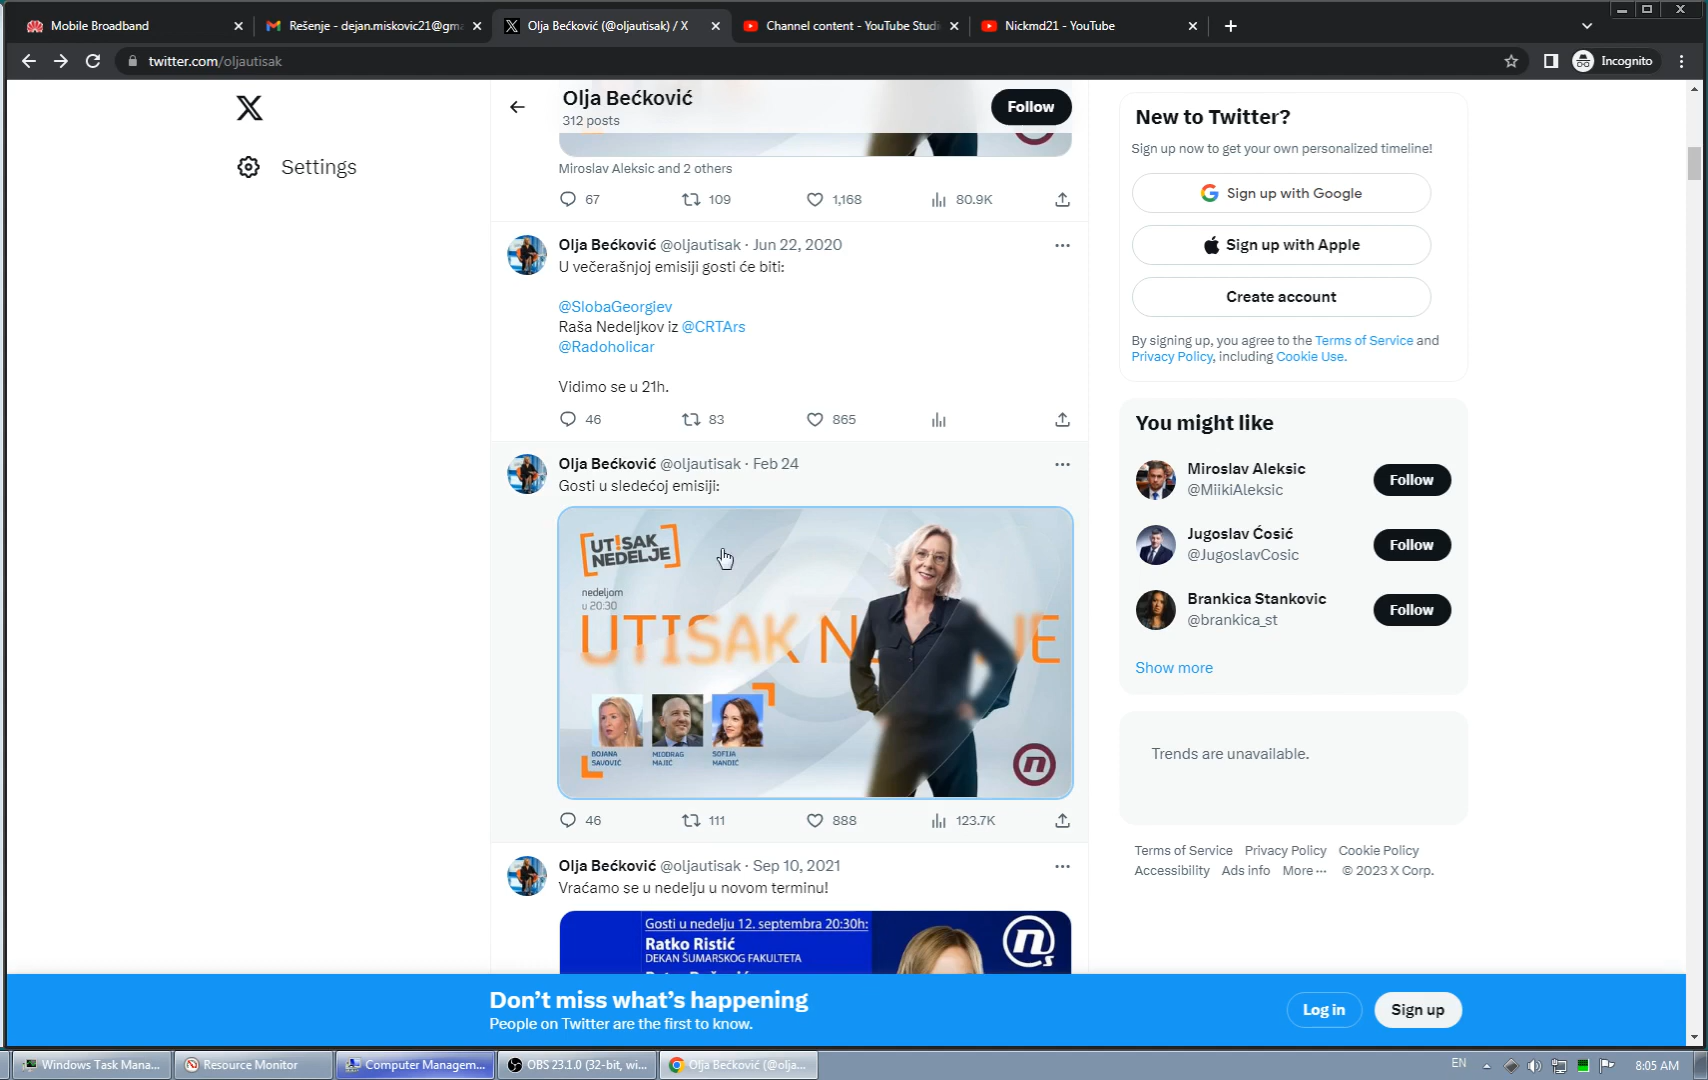 Mobile Broadband
Rešenje - dejan.miskovic21@gma
Olja Bećković (@oljautisak) / X
Channel content - YouTube Studi
Nickmd21 - YouTube
twitter.com/oljautisak
Incognito
Settings
Olja Bećković
312 posts
Follow
Miroslav Aleksic and 2 others
67 109 1,168 80.9K
Olja Bećković @oljautisak · Jun 22, 2020
U večerašnjoj emisiji gosti će biti:
@SlobaGeorgiev
Raša Nedeljkov iz @CRTArs
@Radoholicar
Vidimo se u 21h.
46 83 865
Olja Bećković @oljautisak · Feb 24
Gosti u sledećoj emisiji:
UT!SAK
NEDELJE
nedeljom
u 20:30
UTISAK N JE
BOJANA
SAVOVIĆ
MIODRAG
MAJIĆ
SOFIJA
MANDIĆ
n
46 111 888 123.7K
Olja Bećković @oljautisak · Sep 10, 2021
Vraćamo se u nedelju u novom terminu!
Gosti u nedelju 12. septembra 20:30h:
Ratko Ristić
DEKAN ŠUMARSKOG FAKULTETA
n
s
New to Twitter?
Sign up now to get your own personalized timeline!
Sign up with Google
Sign up with Apple
Create account
By signing up, you agree to the Terms of Service and
Privacy Policy, including Cookie Use.
You might like
Miroslav Aleksic
@MiikiAleksic
Follow
Jugoslav Ćosić
@JugoslavCosic
Follow
Brankica Stankovic
@brankica_st
Follow
Show more
Trends are unavailable.
Terms of Service Privacy Policy Cookie Policy
Accessibility Ads info More ··· © 2023 X Corp.
Don't miss what's happening
People on Twitter are the first to know.
Log in
Sign up
Windows Task Mana...
Resource Monitor
Computer Managem...
OBS 23.1.0 (32-bit, wi...
Olja Bećković (@olja...
EN
8:05 AM